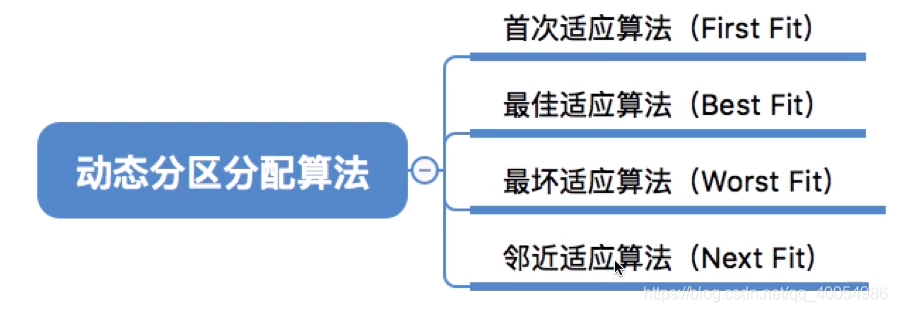 首次适应算法（First Fit）
最佳适应算法（Best Fit）
动态分区分配算法
最坏适应算法（Worst Fit）
邻近适应算法（Next Fit）
https://blog.csdn.net/qq_40054986